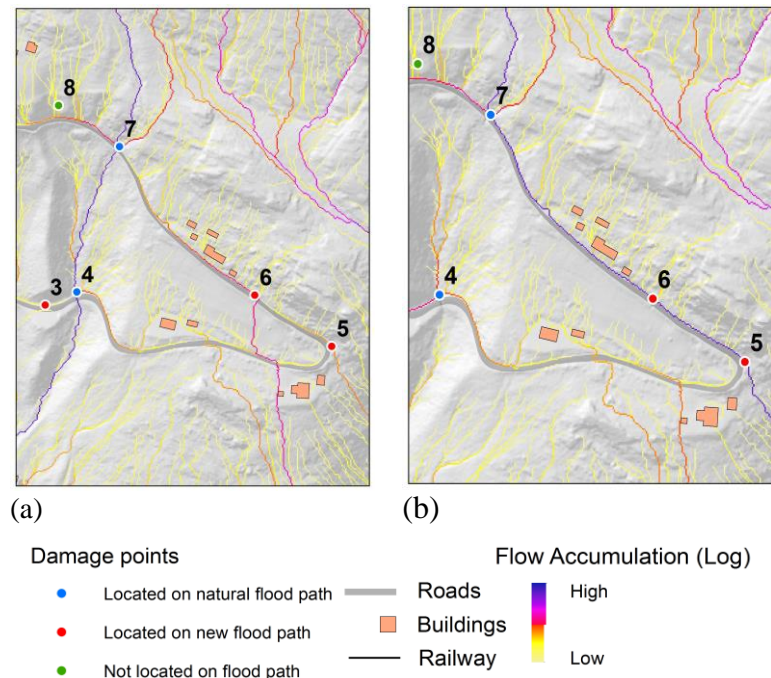 8
7
3
4
6
5
8
7
4
6
5
(a)
(b)
Damage points
Located on natural flood path
Located on new flood path
Not located on flood path
Roads
Buildings
Railway
Flow Accumulation (Log)
High
Low